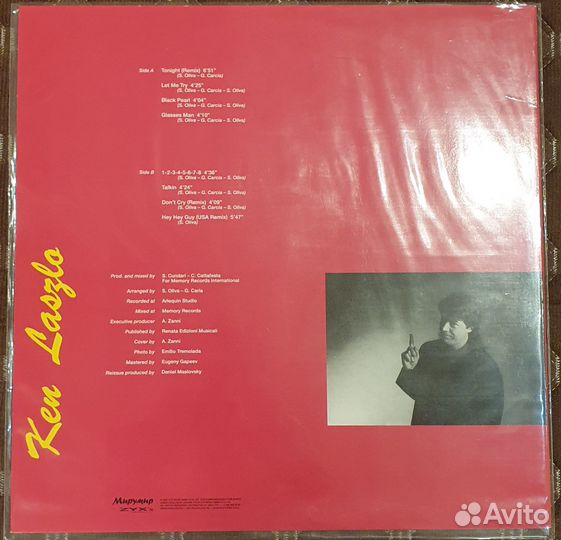 Side A Tonight (Remix) 6'51"
(S. Oliva – G. Carcia)
Let Me Try 4'25"
(S. Oliva – G. Carcia – S. Oliva)
Black Pearl 4'04"
(S. Oliva – G. Carcia – S. Oliva)
Glasses Man 4'10"
(S. Oliva – G. Carcia – S. Oliva)
Side B 1-2-3-4-5-6-7-8 4'36"
(S. Oliva – G. Carcia – S. Oliva)
Talkin 4'24"
(S. Oliva – G. Carcia – S. Oliva)
Don't Cry (Remix) 4'09"
(S. Oliva – G. Carcia – S. Oliva)
Hey Hey Guy (USA Remix) 5'47"
(S. Oliva)
Ken Laszlo
Prod. and mixed by S. Cundari – C. Cattafesta
For Memory Records International
Arranged by S. Oliva – G. Carla
Recorded at Arlequin Studio
Mixed at Memory Records
Executive producer A. Zanni
Published by Renata Edizioni Musicali
Cover by A. Zanni
Photo by Emilio Tremolada
Mastered by Eugeny Gapeev
Reissue produced by Daniel Maslovsky
Мирумир
ZYX
Avito